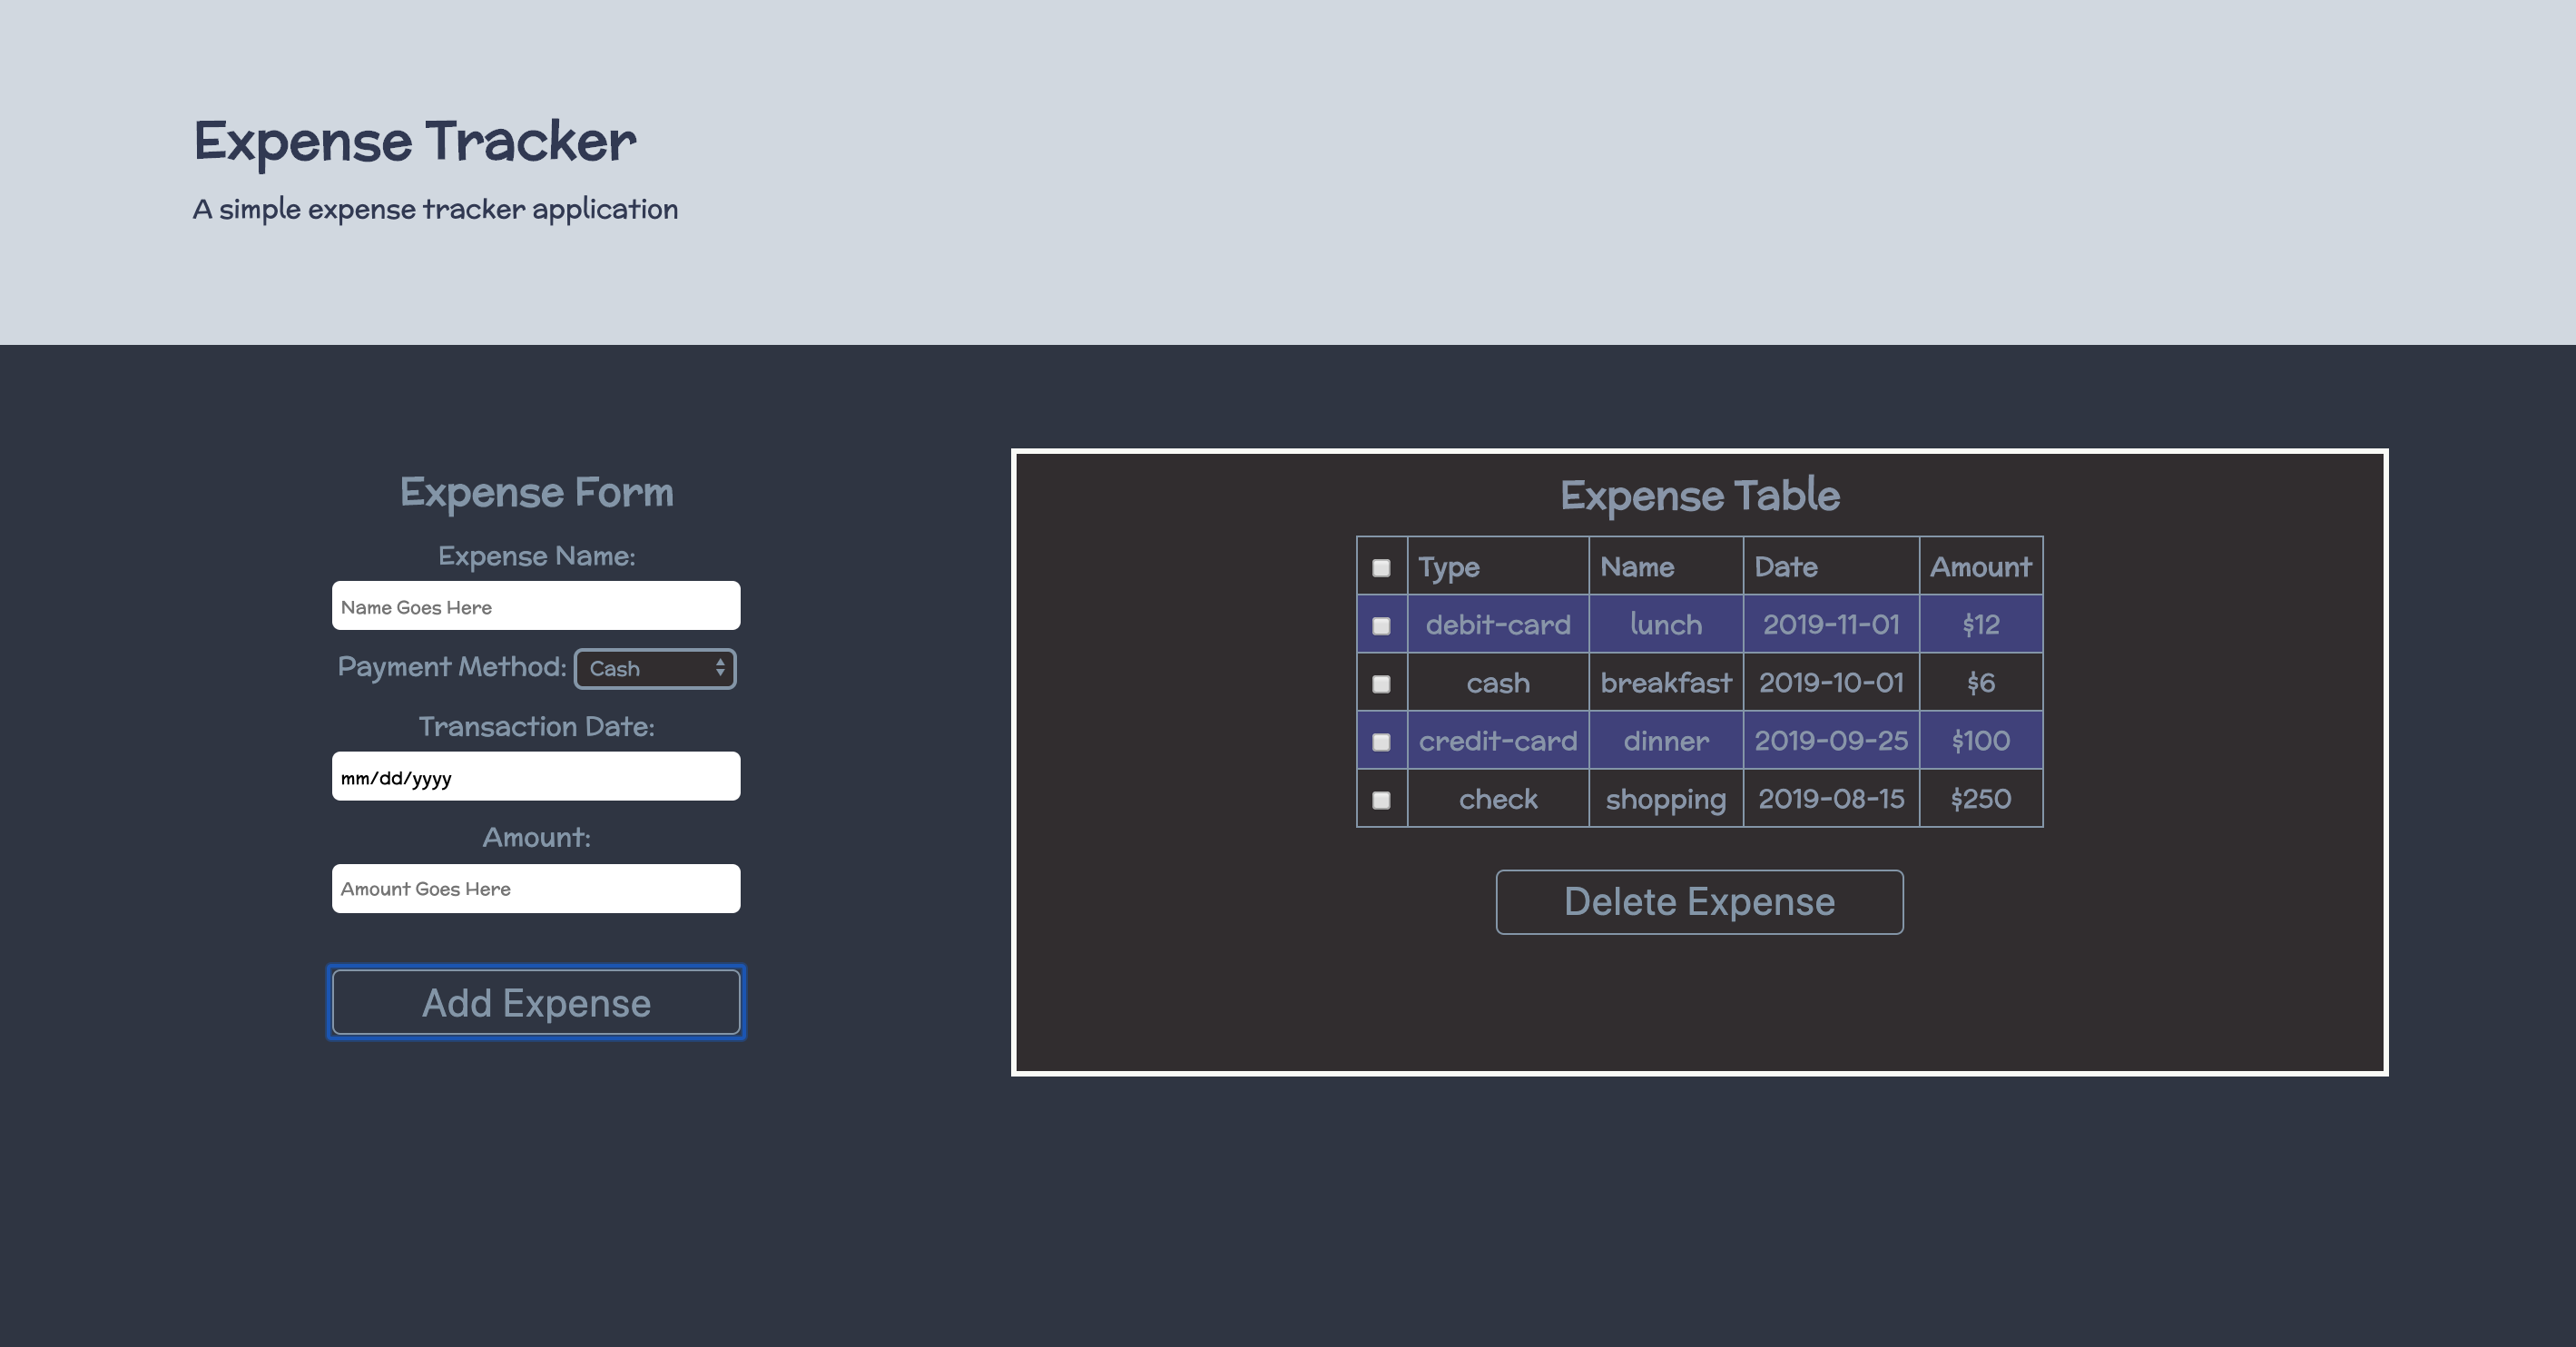 Expense Tracker
A simple expense tracker application
Expense Form
Expense Name:
Name Goes Here
Payment Method: Cash
Transaction Date:
mm/dd/yyyy
Amount:
Amount Goes Here
Add Expense
Expense Table
Type Name Date Amount
debit-card lunch 2019-11-01 $12
cash breakfast 2019-10-01 $6
credit-card dinner 2019-09-25 $100
check shopping 2019-08-15 $250
Delete Expense